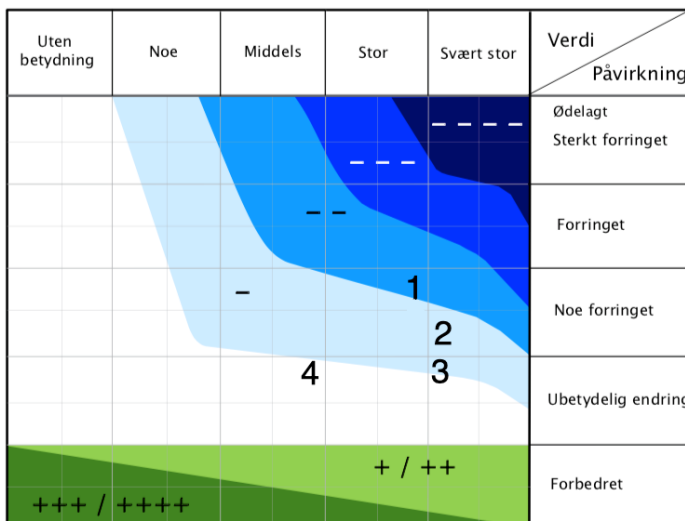 Uten
betydning
Noe
Middels
Stor
Svært stor
Verdi
Påvirkning
Ødelagt
Sterkt forringet
Forringet
Noe forringet
Ubetydelig endring
Forbedret
– – – –
– – –
– –
–
1
2
3
4
+ / ++
+++ / ++++